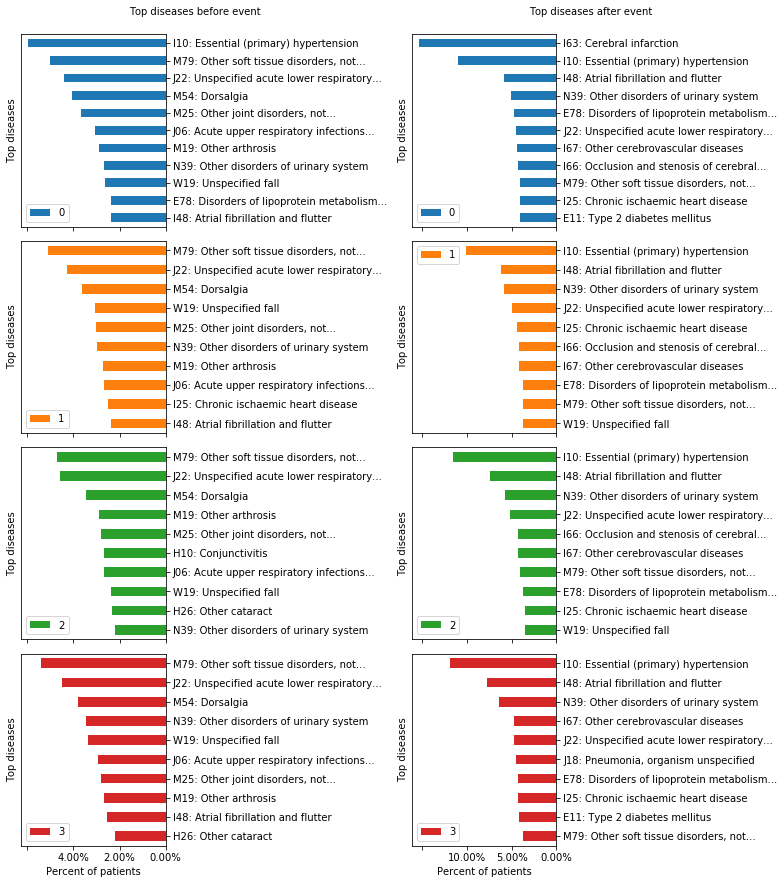 Top diseases before event
Top diseases
I10: Essential (primary) hypertension
M79: Other soft tissue disorders, not...
J22: Unspecified acute lower respiratory...
M54: Dorsalgia
M25: Other joint disorders, not...
J06: Acute upper respiratory infections...
M19: Other arthrosis
N39: Other disorders of urinary system
W19: Unspecified fall
E78: Disorders of lipoprotein metabolism...
I48: Atrial fibrillation and flutter
0
Top diseases
M79: Other soft tissue disorders, not...
J22: Unspecified acute lower respiratory...
M54: Dorsalgia
W19: Unspecified fall
M25: Other joint disorders, not...
N39: Other disorders of urinary system
M19: Other arthrosis
J06: Acute upper respiratory infections...
I25: Chronic ischaemic heart disease
I48: Atrial fibrillation and flutter
1
Top diseases
M79: Other soft tissue disorders, not...
J22: Unspecified acute lower respiratory...
M54: Dorsalgia
M19: Other arthrosis
M25: Other joint disorders, not...
H10: Conjunctivitis
J06: Acute upper respiratory infections...
W19: Unspecified fall
H26: Other cataract
N39: Other disorders of urinary system
2
Top diseases
M79: Other soft tissue disorders, not...
J22: Unspecified acute lower respiratory...
M54: Dorsalgia
N39: Other disorders of urinary system
W19: Unspecified fall
J06: Acute upper respiratory infections...
M25: Other joint disorders, not...
M19: Other arthrosis
I48: Atrial fibrillation and flutter
H26: Other cataract
3
4.00% 2.00% 0.00%
Percent of patients
Top diseases after event
Top diseases
I63: Cerebral infarction
I10: Essential (primary) hypertension
I48: Atrial fibrillation and flutter
N39: Other disorders of urinary system
E78: Disorders of lipoprotein metabolism...
J22: Unspecified acute lower respiratory...
I67: Other cerebrovascular diseases
I66: Occlusion and stenosis of cerebral...
M79: Other soft tissue disorders, not...
I25: Chronic ischaemic heart disease
E11: Type 2 diabetes mellitus
0
Top diseases
1
I10: Essential (primary) hypertension
I48: Atrial fibrillation and flutter
N39: Other disorders of urinary system
J22: Unspecified acute lower respiratory...
I25: Chronic ischaemic heart disease
I66: Occlusion and stenosis of cerebral...
I67: Other cerebrovascular diseases
E78: Disorders of lipoprotein metabolism...
M79: Other soft tissue disorders, not...
W19: Unspecified fall
Top diseases
I10: Essential (primary) hypertension
I48: Atrial fibrillation and flutter
N39: Other disorders of urinary system
J22: Unspecified acute lower respiratory...
I66: Occlusion and stenosis of cerebral...
I67: Other cerebrovascular diseases
M79: Other soft tissue disorders, not...
E78: Disorders of lipoprotein metabolism...
I25: Chronic ischaemic heart disease
W19: Unspecified fall
2
Top diseases
I10: Essential (primary) hypertension
I48: Atrial fibrillation and flutter
N39: Other disorders of urinary system
I67: Other cerebrovascular diseases
J22: Unspecified acute lower respiratory...
J18: Pneumonia, organism unspecified
E78: Disorders of lipoprotein metabolism...
I25: Chronic ischaemic heart disease
E11: Type 2 diabetes mellitus
M79: Other soft tissue disorders, not...
3
10.00% 5.00% 0.00%
Percent of patients